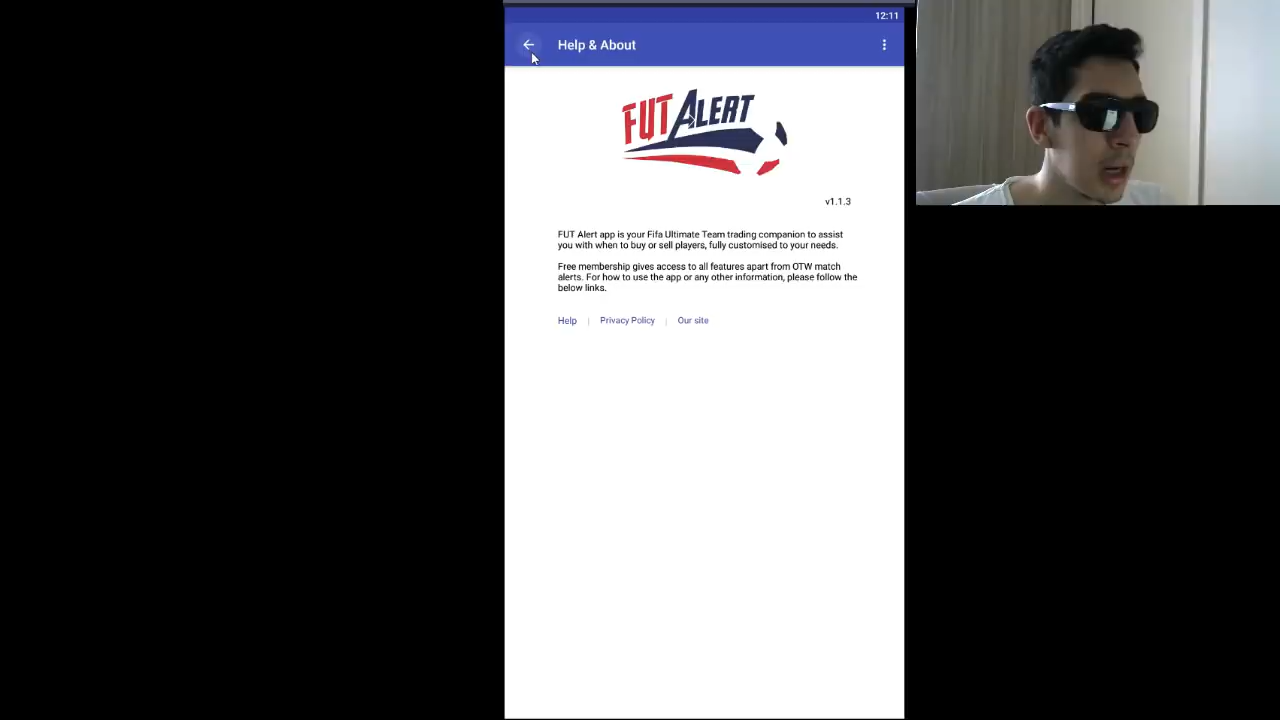 12:11
Help & About
FUT ALERT
v1.1.3
FUT Alert app is your Fifa Ultimate Team trading companion to assist
you with when to buy or sell players, fully customised to your needs.
Free membership gives access to all features apart from OTW match
alerts. For how to use the app or any other information, please follow the
below links.
Help | Privacy Policy | Our site